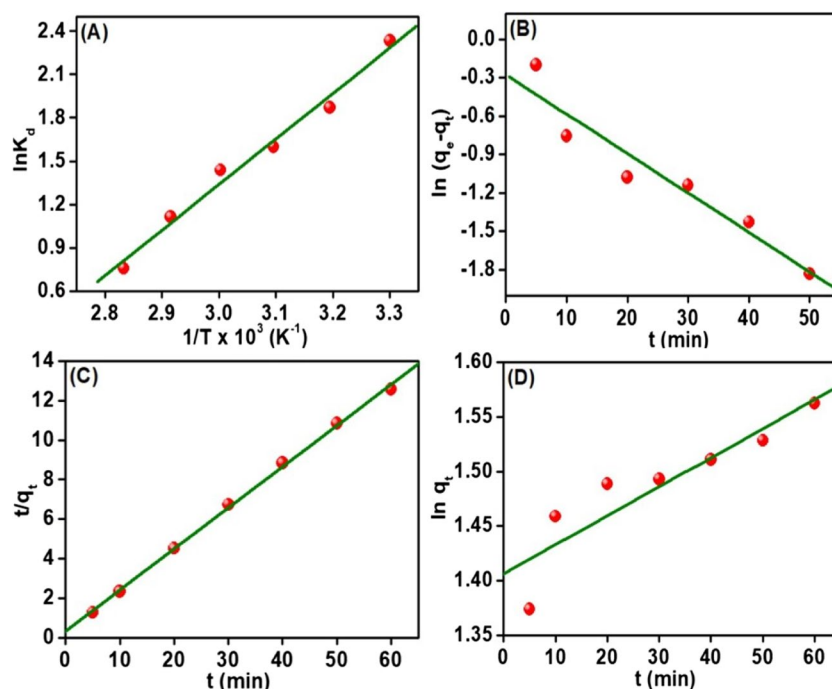 (A)
lnK_d
2.4
2.1
1.8
1.5
1.2
0.9
0.6
2.8 2.9 3.0 3.1 3.2 3.3
1/T x 10³ (K⁻¹)
(B)
ln (q_e-q_t)
0.0
-0.3
-0.6
-0.9
-1.2
-1.5
-1.8
0 10 20 30 40 50
t (min)
(C)
t/q_t
14
12
10
8
6
4
2
0
0 10 20 30 40 50 60
t (min)
(D)
ln q_t
1.60
1.55
1.50
1.45
1.40
1.35
0 10 20 30 40 50 60
t (min)